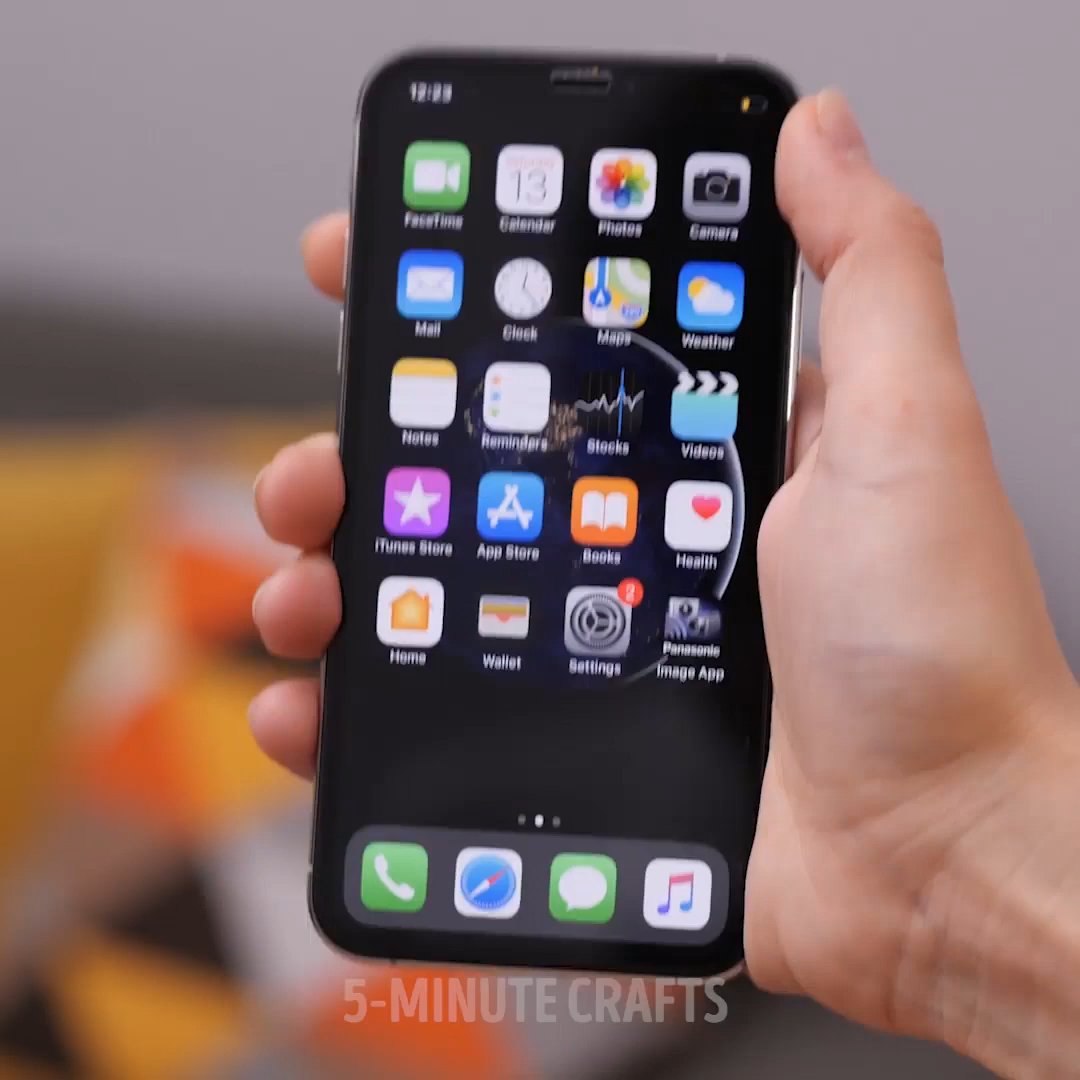 12:23
13
FaceTime Calendar Photos Camera
Mail Clock Maps Weather
Notes Reminders Stocks Videos
iTunes Store App Store Books Health
2
Panasonic
Home Wallet Settings Image App
5-MINUTE CRAFTS